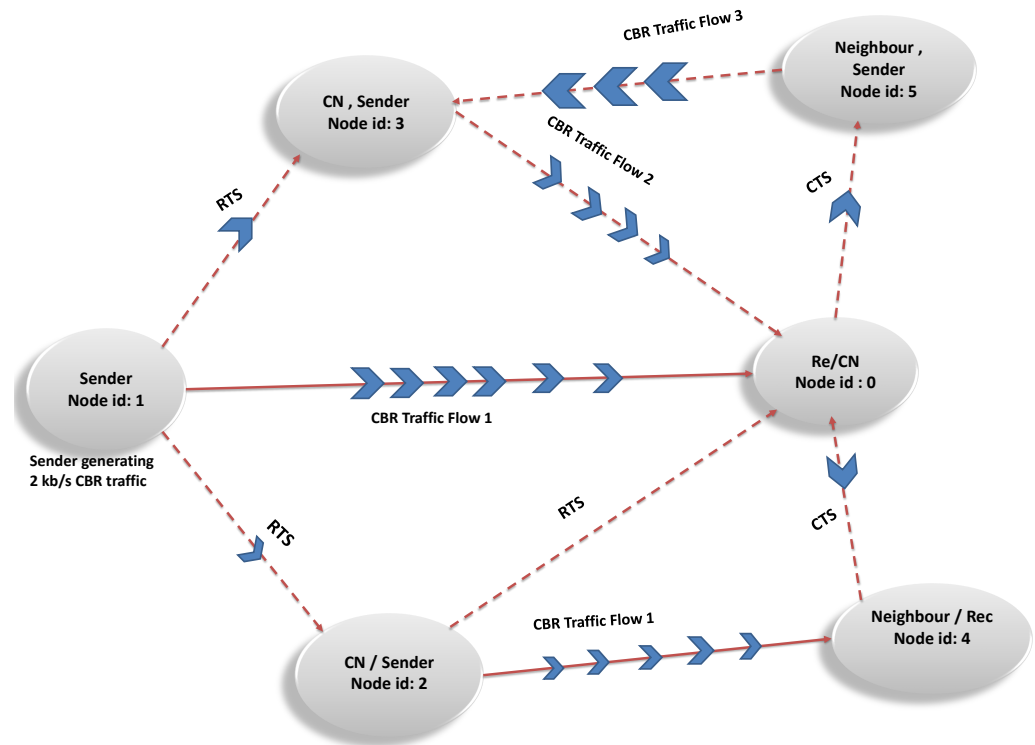 CBR Traffic Flow 3
Neighbour ,
Sender
Node id: 5
CN , Sender
Node id: 3
CBR Traffic Flow 2
RTS
CTS
Sender
Node id: 1
Re/CN
Node id : 0
CBR Traffic Flow 1
Sender generating
2 kb/s CBR traffic
RTS
RTS
CTS
CBR Traffic Flow 1
Neighbour / Rec
Node id: 4
CN / Sender
Node id: 2